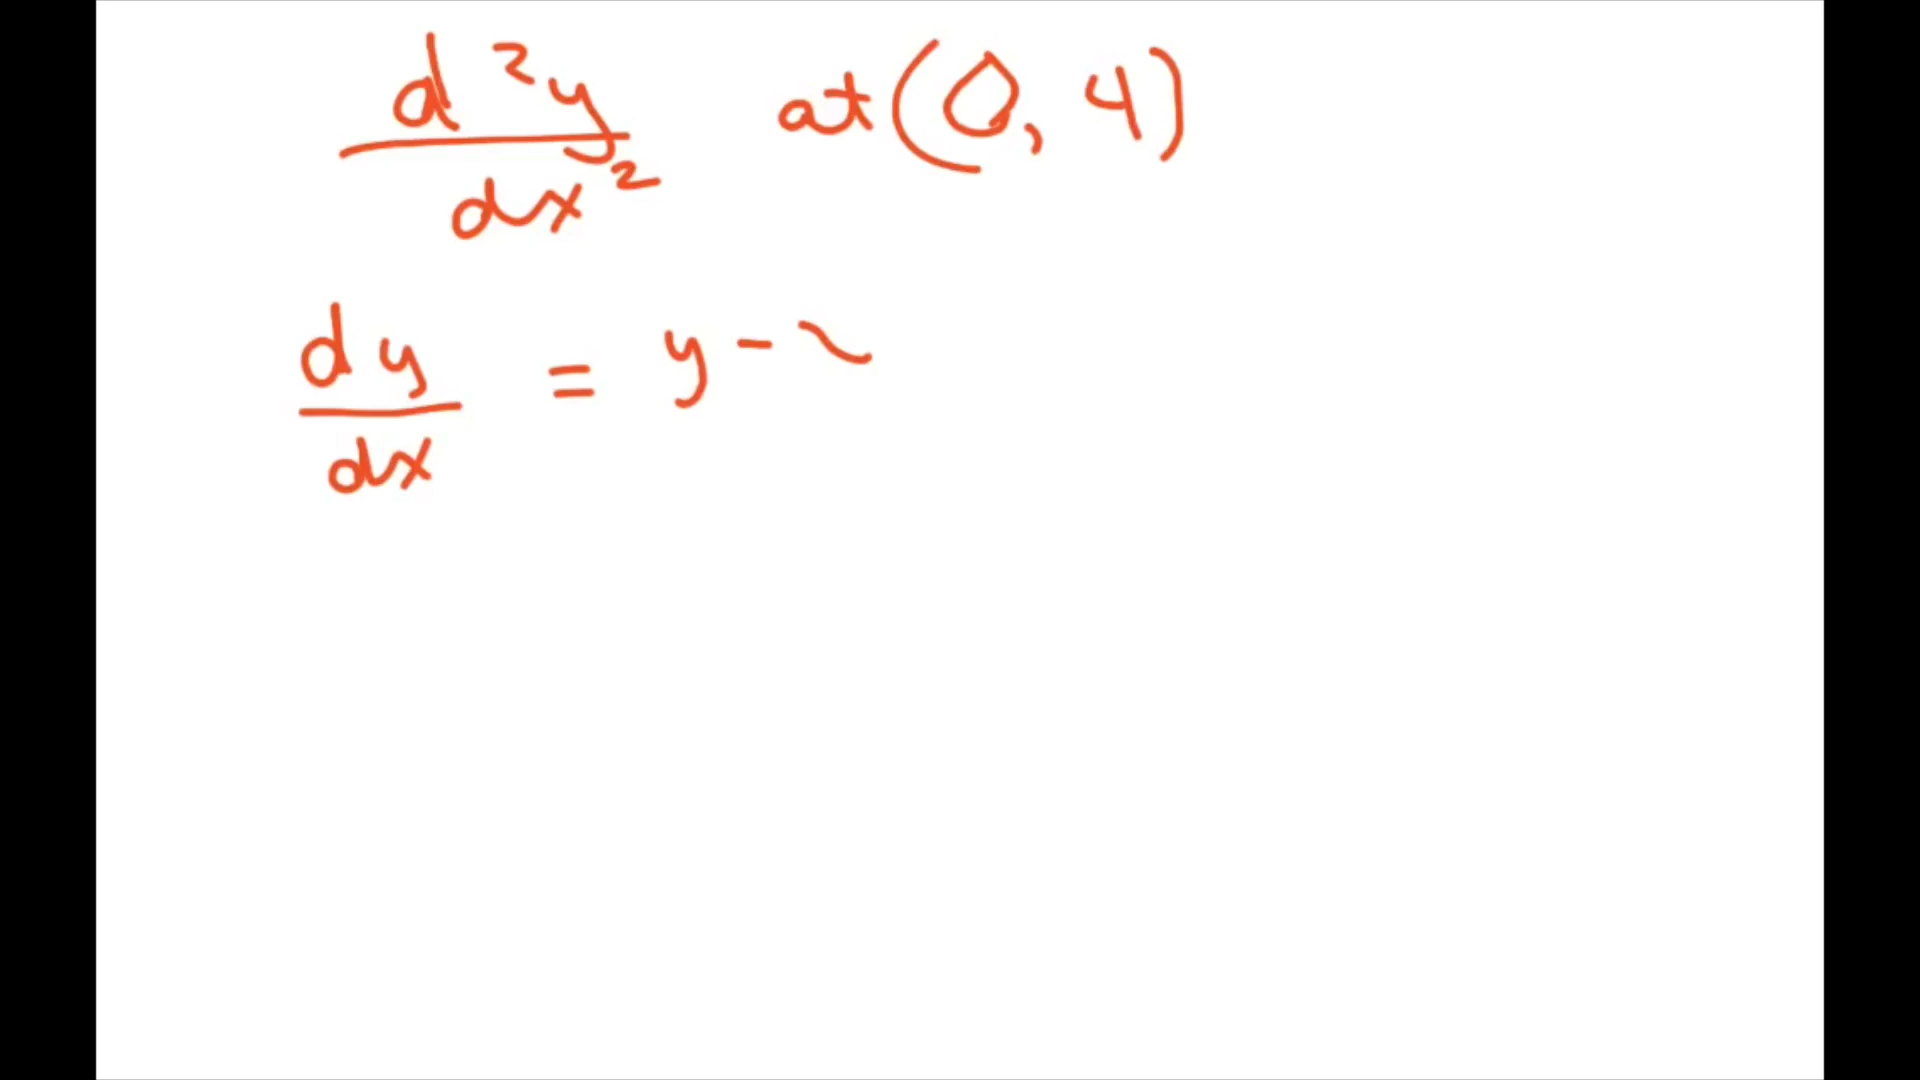 d²y/dx² at (0, 4)
dy/dx = y -